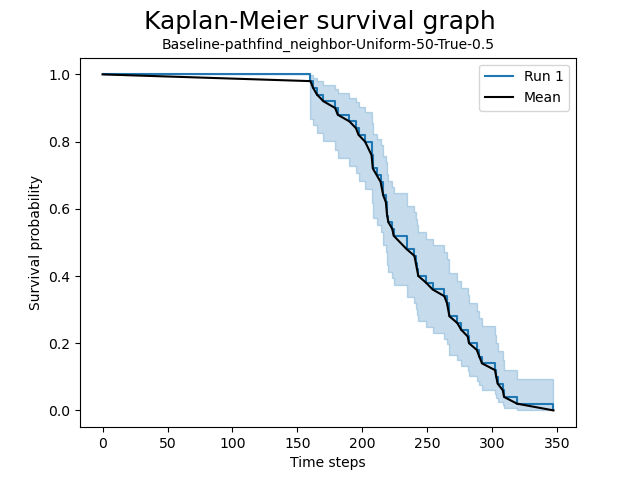 Kaplan-Meier survival graph
Baseline-pathfind_neighbor-Uniform-50-True-0.5
Run 1
Mean
Survival probability
1.0
0.8
0.6
0.4
0.2
0.0
0 50 100 150 200 250 300 350
Time steps